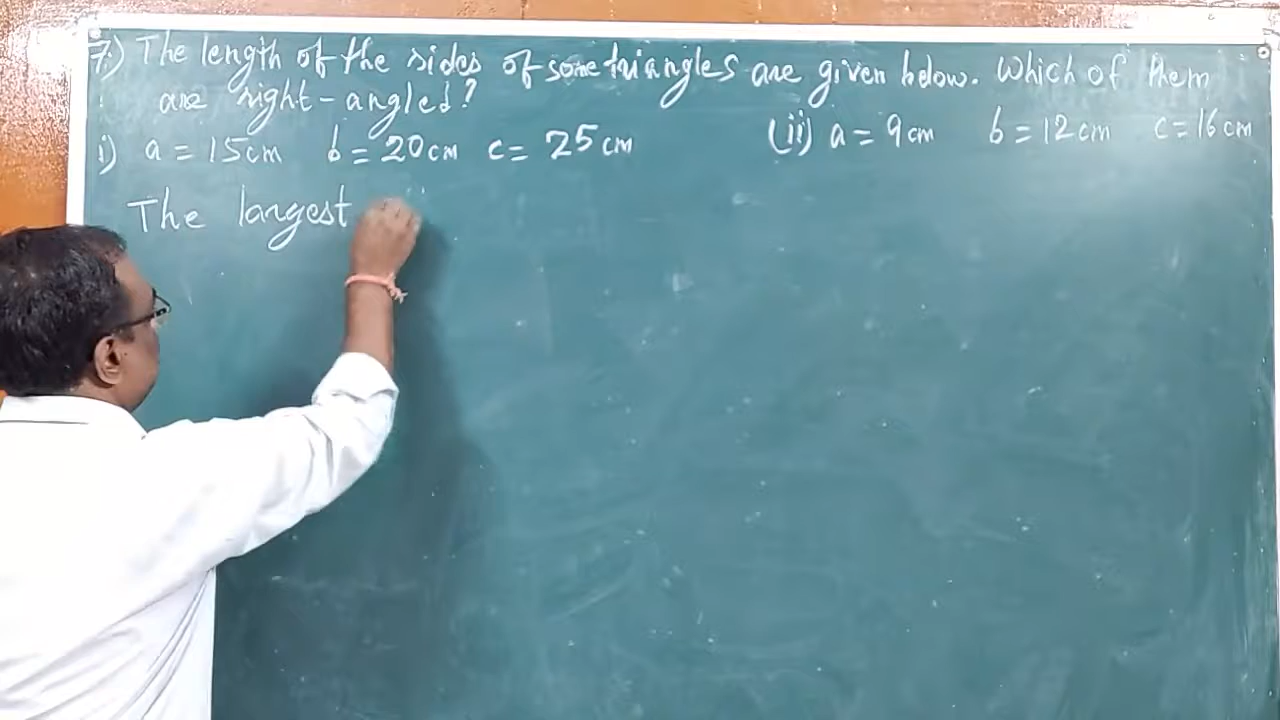 7.) The length of the sides of some triangles are given below. Which of them
are right-angled?
i) a = 15cm b = 20cm c = 25cm (ii) a = 9cm b = 12cm c = 16cm
The largest